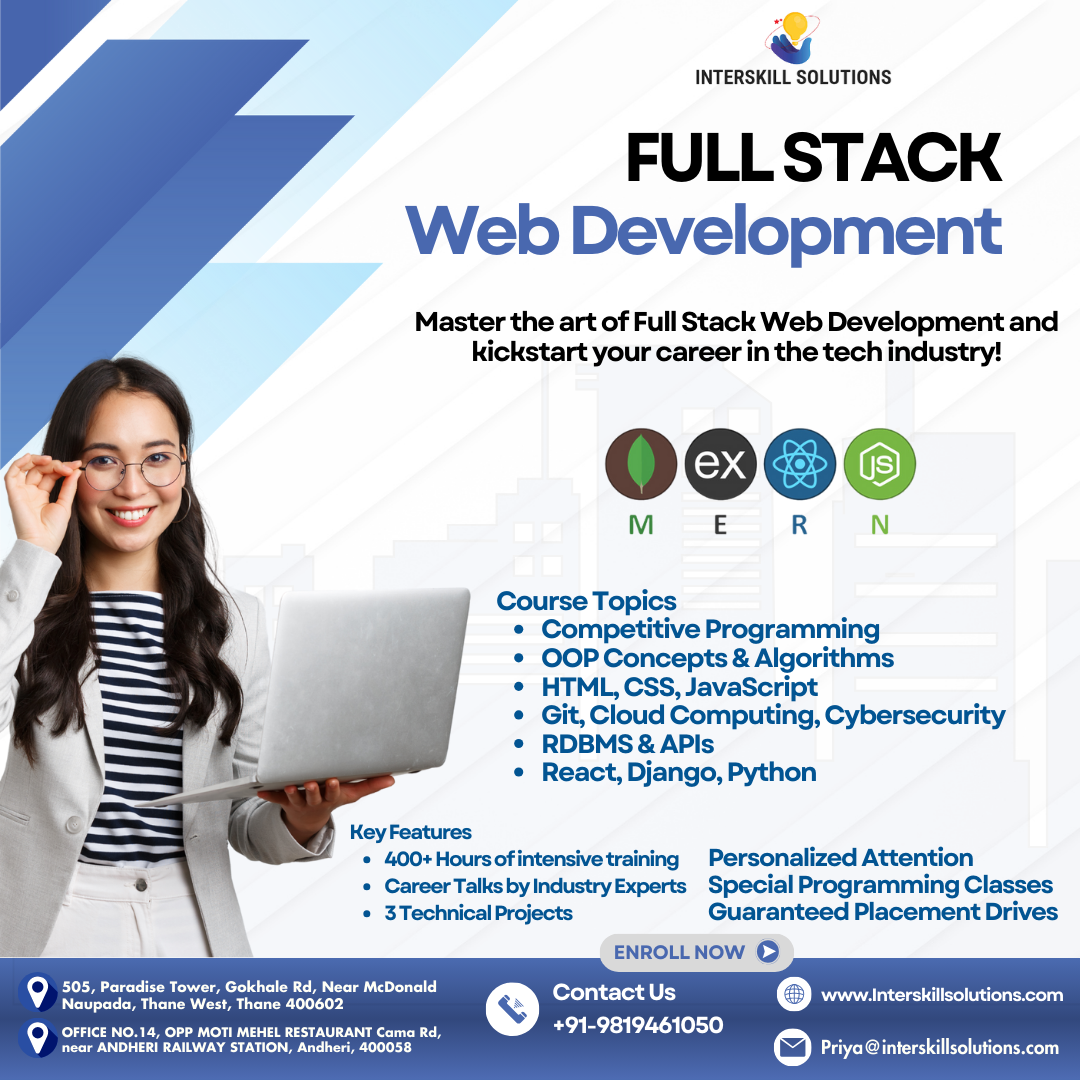 INTERSKILL SOLUTIONS
FULL STACK
Web Development
Master the art of Full Stack Web Development and
kickstart your career in the tech industry!
ex
JS
M E R N
Course Topics
• Competitive Programming
• OOP Concepts & Algorithms
• HTML, CSS, JavaScript
• Git, Cloud Computing, Cybersecurity
• RDBMS & APIs
• React, Django, Python
Key Features
• 400+ Hours of intensive training
• Career Talks by Industry Experts
• 3 Technical Projects
Personalized Attention
Special Programming Classes
Guaranteed Placement Drives
ENROLL NOW
505, Paradise Tower, Gokhale Rd, Near McDonald
Naupada, Thane West, Thane 400602
OFFICE NO.14, OPP MOTI MEHEL RESTAURANT Cama Rd,
near ANDHERI RAILWAY STATION, Andheri, 400058
Contact Us
+91-9819461050
www.Interskillsolutions.com
Priya@interskillsolutions.com